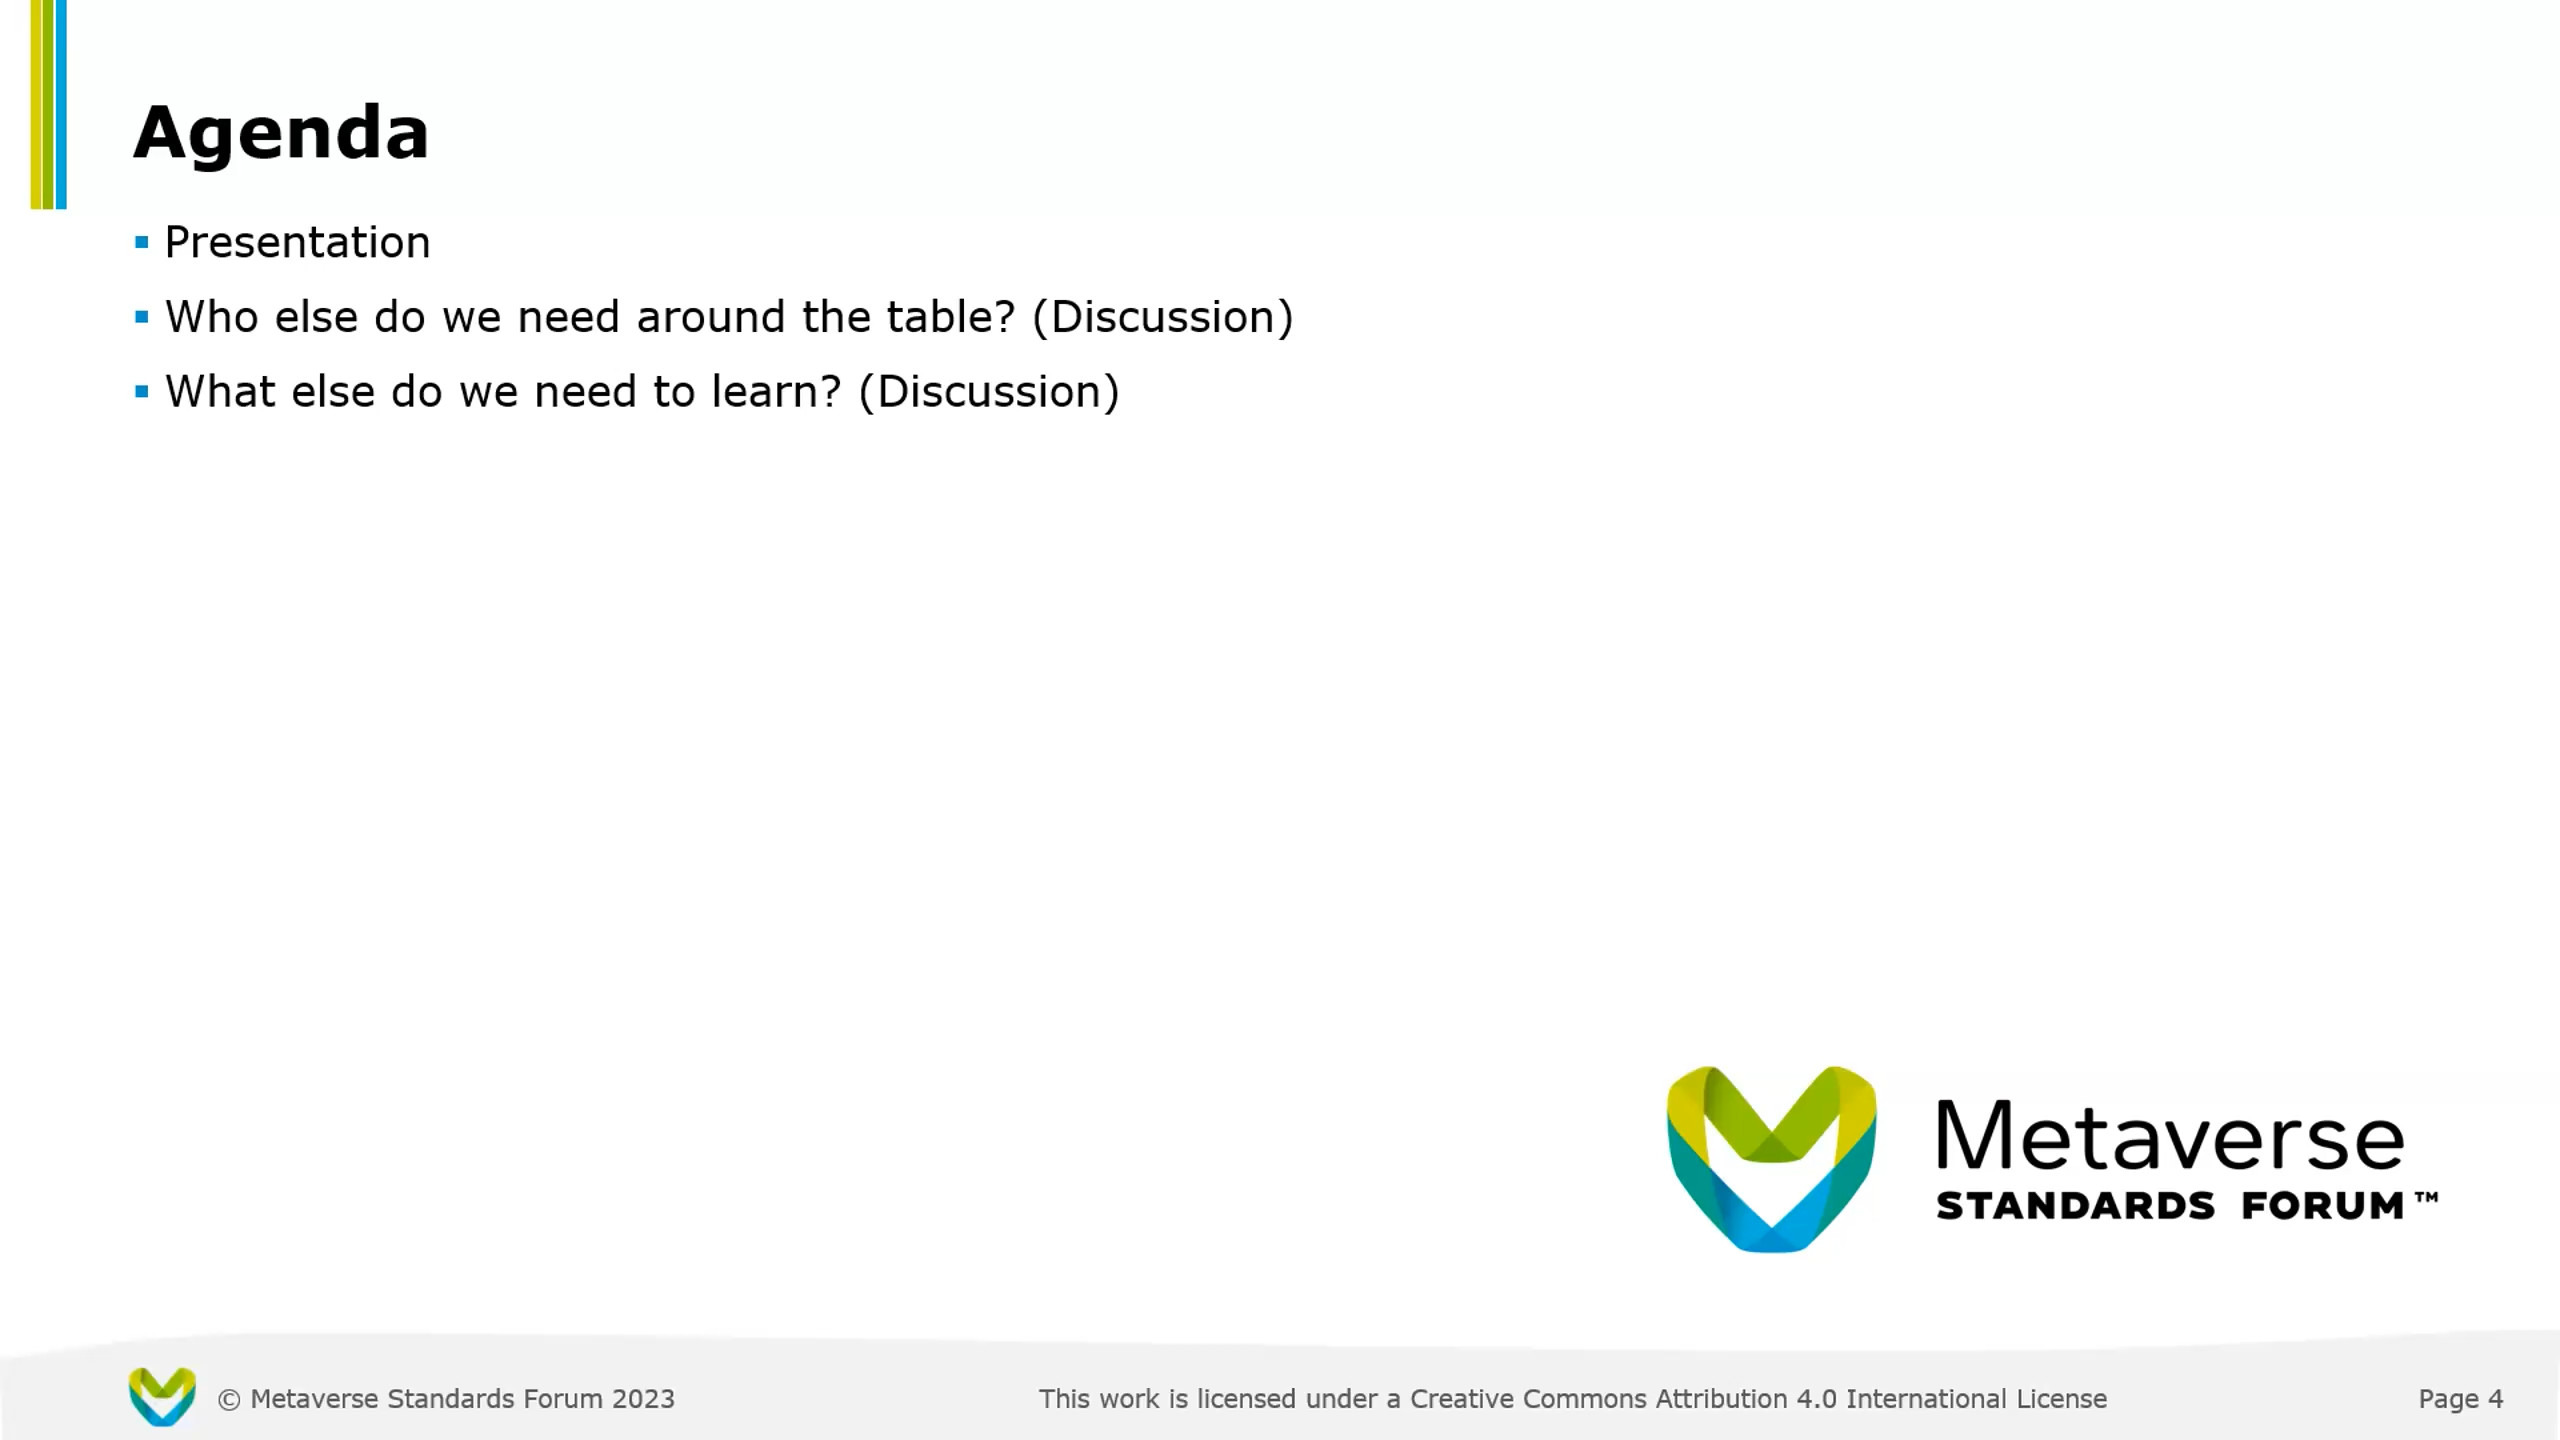 Agenda
▪ Presentation
▪ Who else do we need around the table? (Discussion)
▪ What else do we need to learn? (Discussion)
Metaverse
STANDARDS FORUM™
© Metaverse Standards Forum 2023
This work is licensed under a Creative Commons Attribution 4.0 International License
Page 4